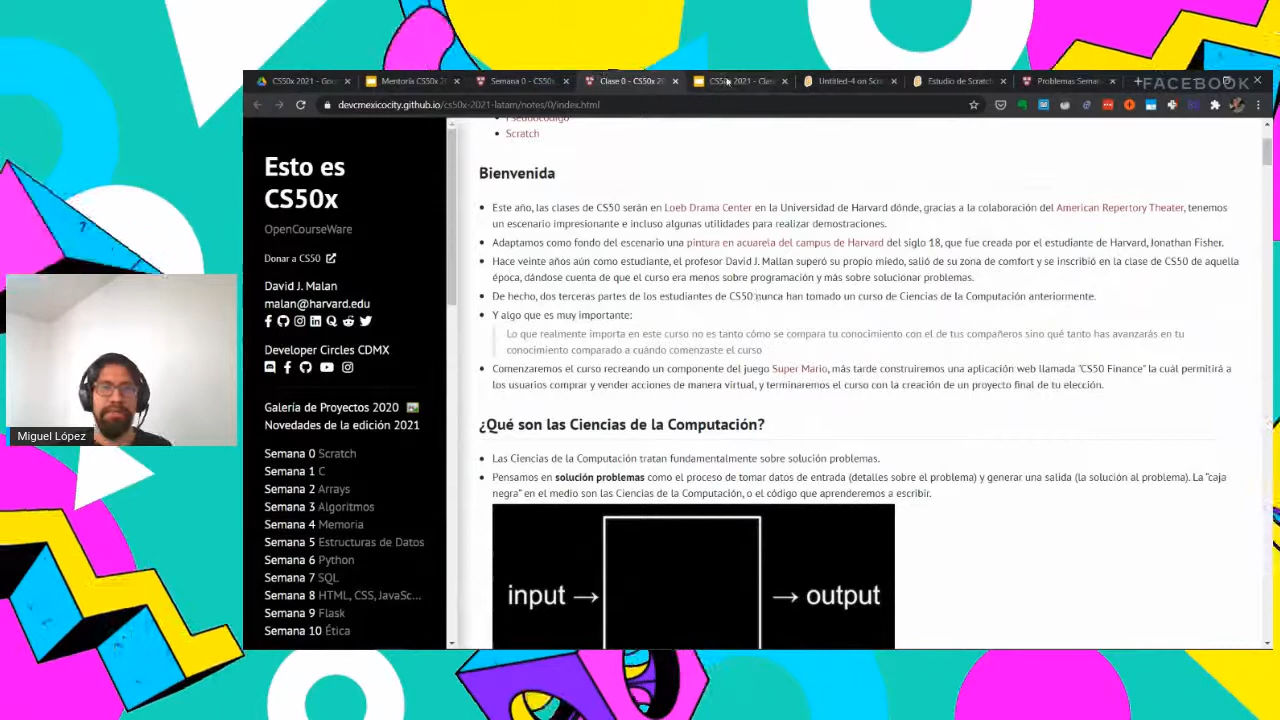 CS50x 2021 - Goo
Mentoría CS50x 2
Semana 0 - CS50x
Clase 0 - CS50x 20
CS50x 2021 - Clas
Untitled-4 on Scra
Estudio de Scratch
Problemas Sema
FACEBOOK
devcmexicocity.github.io/cs50x-2021-latam/notes/0/index.html
Esto es
CS50x
OpenCourseWare
Donar a CS50
David J. Malan
malan@harvard.edu
Developer Circles CDMX
Galería de Proyectos 2020
Novedades de la edición 2021
Semana 0 Scratch
Semana 1 C
Semana 2 Arrays
Semana 3 Algoritmos
Semana 4 Memoria
Semana 5 Estructuras de Datos
Semana 6 Python
Semana 7 SQL
Semana 8 HTML, CSS, JavaSc...
Semana 9 Flask
Semana 10 Ética
Pseudocódigo
Scratch
Bienvenida
Este año, las clases de CS50 serán en Loeb Drama Center en la Universidad de Harvard dónde, gracias a la colaboración del American Repertory Theater, tenemos
un escenario impresionante e incluso algunas utilidades para realizar demostraciones.
Adaptamos como fondo del escenario una pintura en acuarela del campus de Harvard del siglo 18, que fue creada por el estudiante de Harvard, Jonathan Fisher.
Hace veinte años aún como estudiante, el profesor David J. Mallan superó su propio miedo, salió de su zona de comfort y se inscribió en la clase de CS50 de aquella
época, dándose cuenta de que el curso era menos sobre programación y más sobre solucionar problemas.
De hecho, dos terceras partes de los estudiantes de CS50 nunca han tomado un curso de Ciencias de la Computación anteriormente.
Y algo que es muy importante:
Lo que realmente importa en este curso no es tanto cómo se compara tu conocimiento con el de tus compañeros sino qué tanto has avanzarás en tu
conocimiento comparado a cuándo comenzaste el curso
Comenzaremos el curso recreando un componente del juego Super Mario, más tarde construiremos una aplicación web llamada "CS50 Finance" la cuál permitirá a
los usuarios comprar y vender acciones de manera virtual, y terminaremos el curso con la creación de un proyecto final de tu elección.
¿Qué son las Ciencias de la Computación?
Las Ciencias de la Computación tratan fundamentalmente sobre solución problemas.
Pensamos en solución problemas como el proceso de tomar datos de entrada (detalles sobre el problema) y generar una salida (la solución al problema). La "caja
negra" en el medio son las Ciencias de la Computación, o el código que aprenderemos a escribir.
input → → output
Miguel López